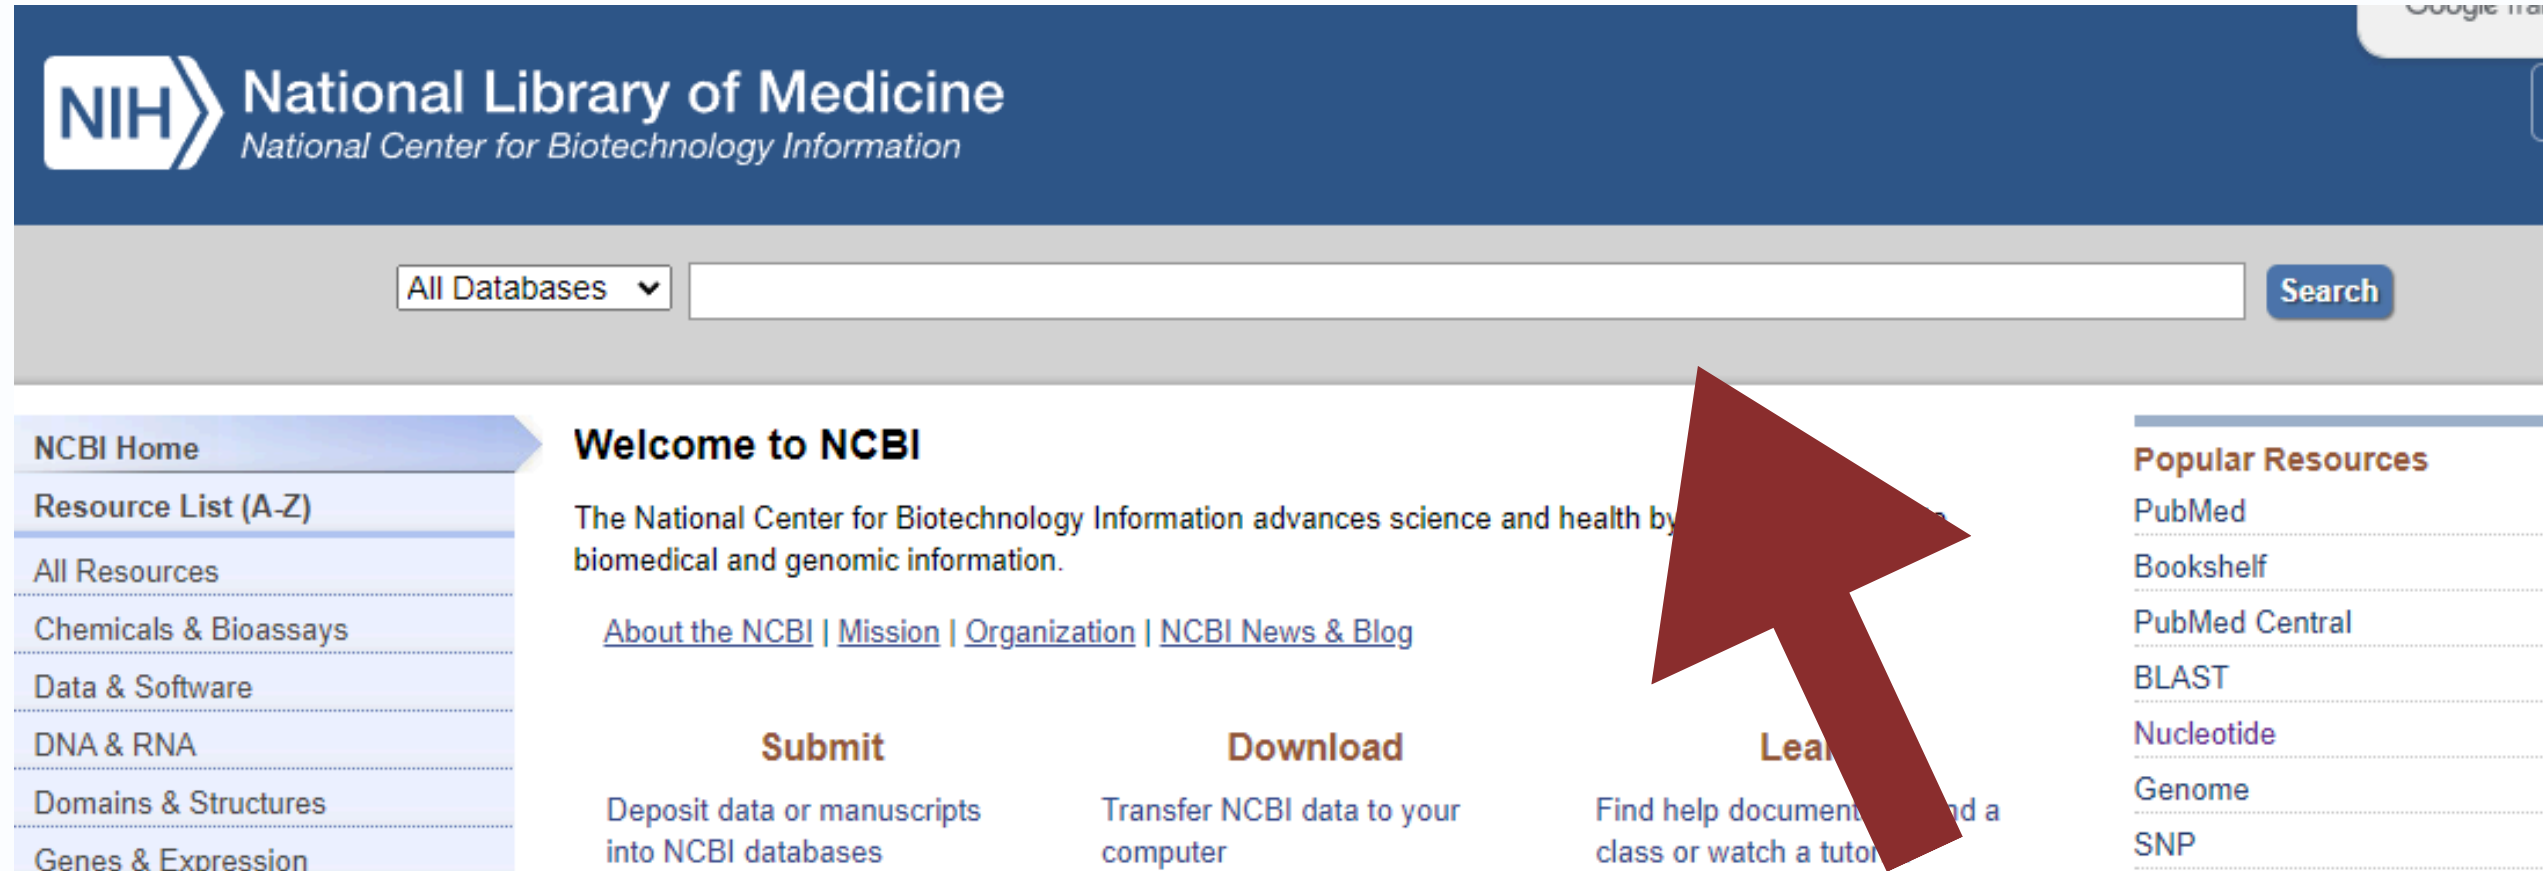 Google
NIH
National Library of Medicine
National Center for Biotechnology Information
All Databases
Search
NCBI Home
Resource List (A-Z)
All Resources
Chemicals & Bioassays
Data & Software
DNA & RNA
Domains & Structures
Genes & Expression
Welcome to NCBI
The National Center for Biotechnology Information advances science and health by
biomedical and genomic information.
About the NCBI | Mission | Organization | NCBI News & Blog
Submit
Deposit data or manuscripts
into NCBI databases
Download
Transfer NCBI data to your
computer
Find help
class or watch a
Popular Resources
PubMed
Bookshelf
PubMed Central
BLAST
Nucleotide
Genome
SNP